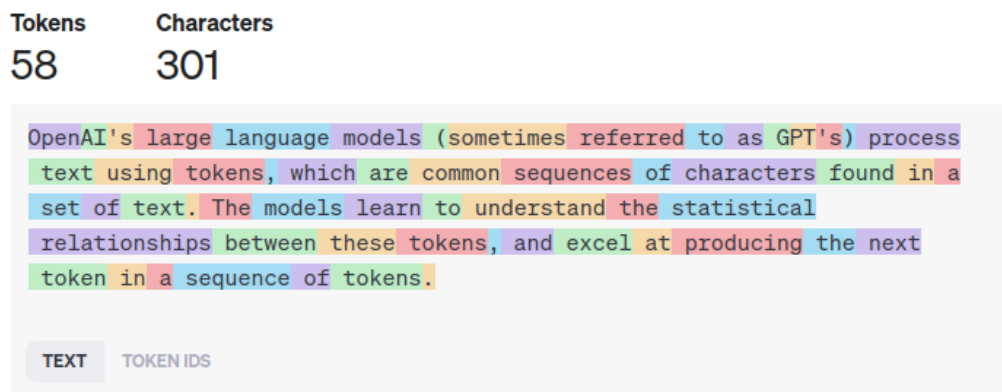 Tokens Characters
58 301
OpenAI's large language models (sometimes referred to as GPT's) process
text using tokens, which are common sequences of characters found in a
set of text. The models learn to understand the statistical
relationships between these tokens, and excel at producing the next
token in a sequence of tokens.
TEXT TOKEN IDS